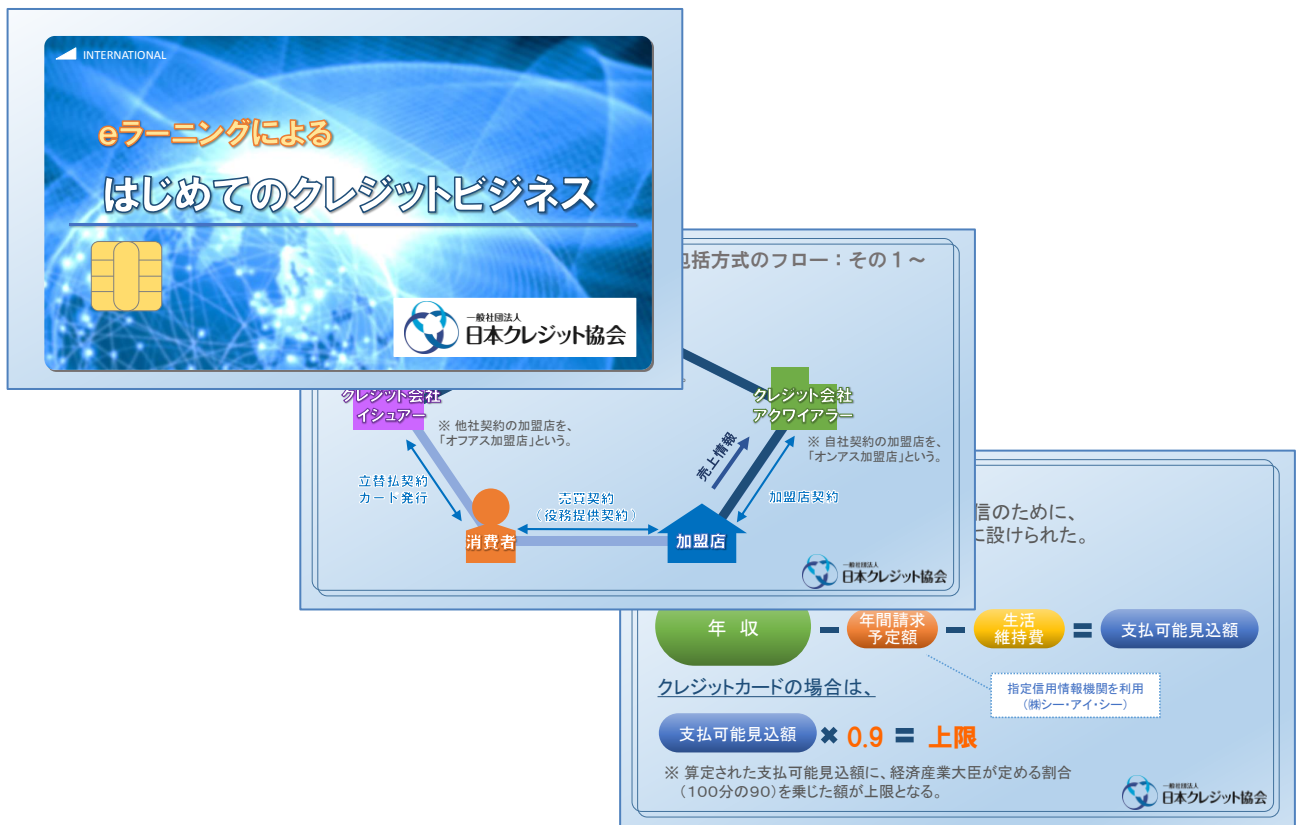 INTERNATIONAL
eラーニングによる
はじめてのクレジットビジネス
一般社団法人
日本クレジット協会
包括方式のフロー：その１～
クレジット会社
イシュアー
※ 他社契約の加盟店を、
「オフアス加盟店」という。
クレジット会社
アクワイアラー
※ 自社契約の加盟店を、
「オンアス加盟店」という。
売上情報
立替払契約
カード発行
売買契約
（役務提供契約）
加盟店契約
消費者
加盟店
一般社団法人
日本クレジット協会
信のために、
に設けられた。
年 収
－
年間請求
予定額
－
生活
維持費
＝
支払可能見込額
指定信用情報機関を利用
（㈱シー・アイ・シー）
クレジットカードの場合は、
支払可能見込額 × 0.9 ＝ 上限
※ 算定された支払可能見込額に、経済産業大臣が定める割合
（１００分の９０）を乗じた額が上限となる。
一般社団法人
日本クレジット協会